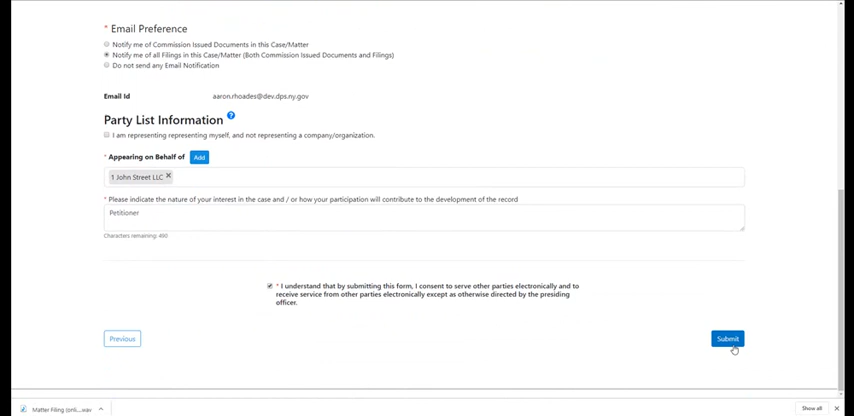 * Email Preference
Notify me of Commission Issued Documents in this Case/Matter
Notify me of all Filings in this Case/Matter (Both Commission Issued Documents and Filings)
Do not send any Email Notification
Email Id aaron.rhoades@dev.dps.ny.gov
Party List Information ?
I am representing representing myself, and not representing a company/organization.
* Appearing on Behalf of Add
1 John Street LLC ×
* Please indicate the nature of your interest in the case and / or how your participation will contribute to the development of the record
Petitioner
Characters remaining: 490
* I understand that by submitting this form, I consent to serve other parties electronically and to
receive service from other parties electronically except as otherwise directed by the presiding
officer.
Previous Submit
Matter Filing (onli....wav Show all